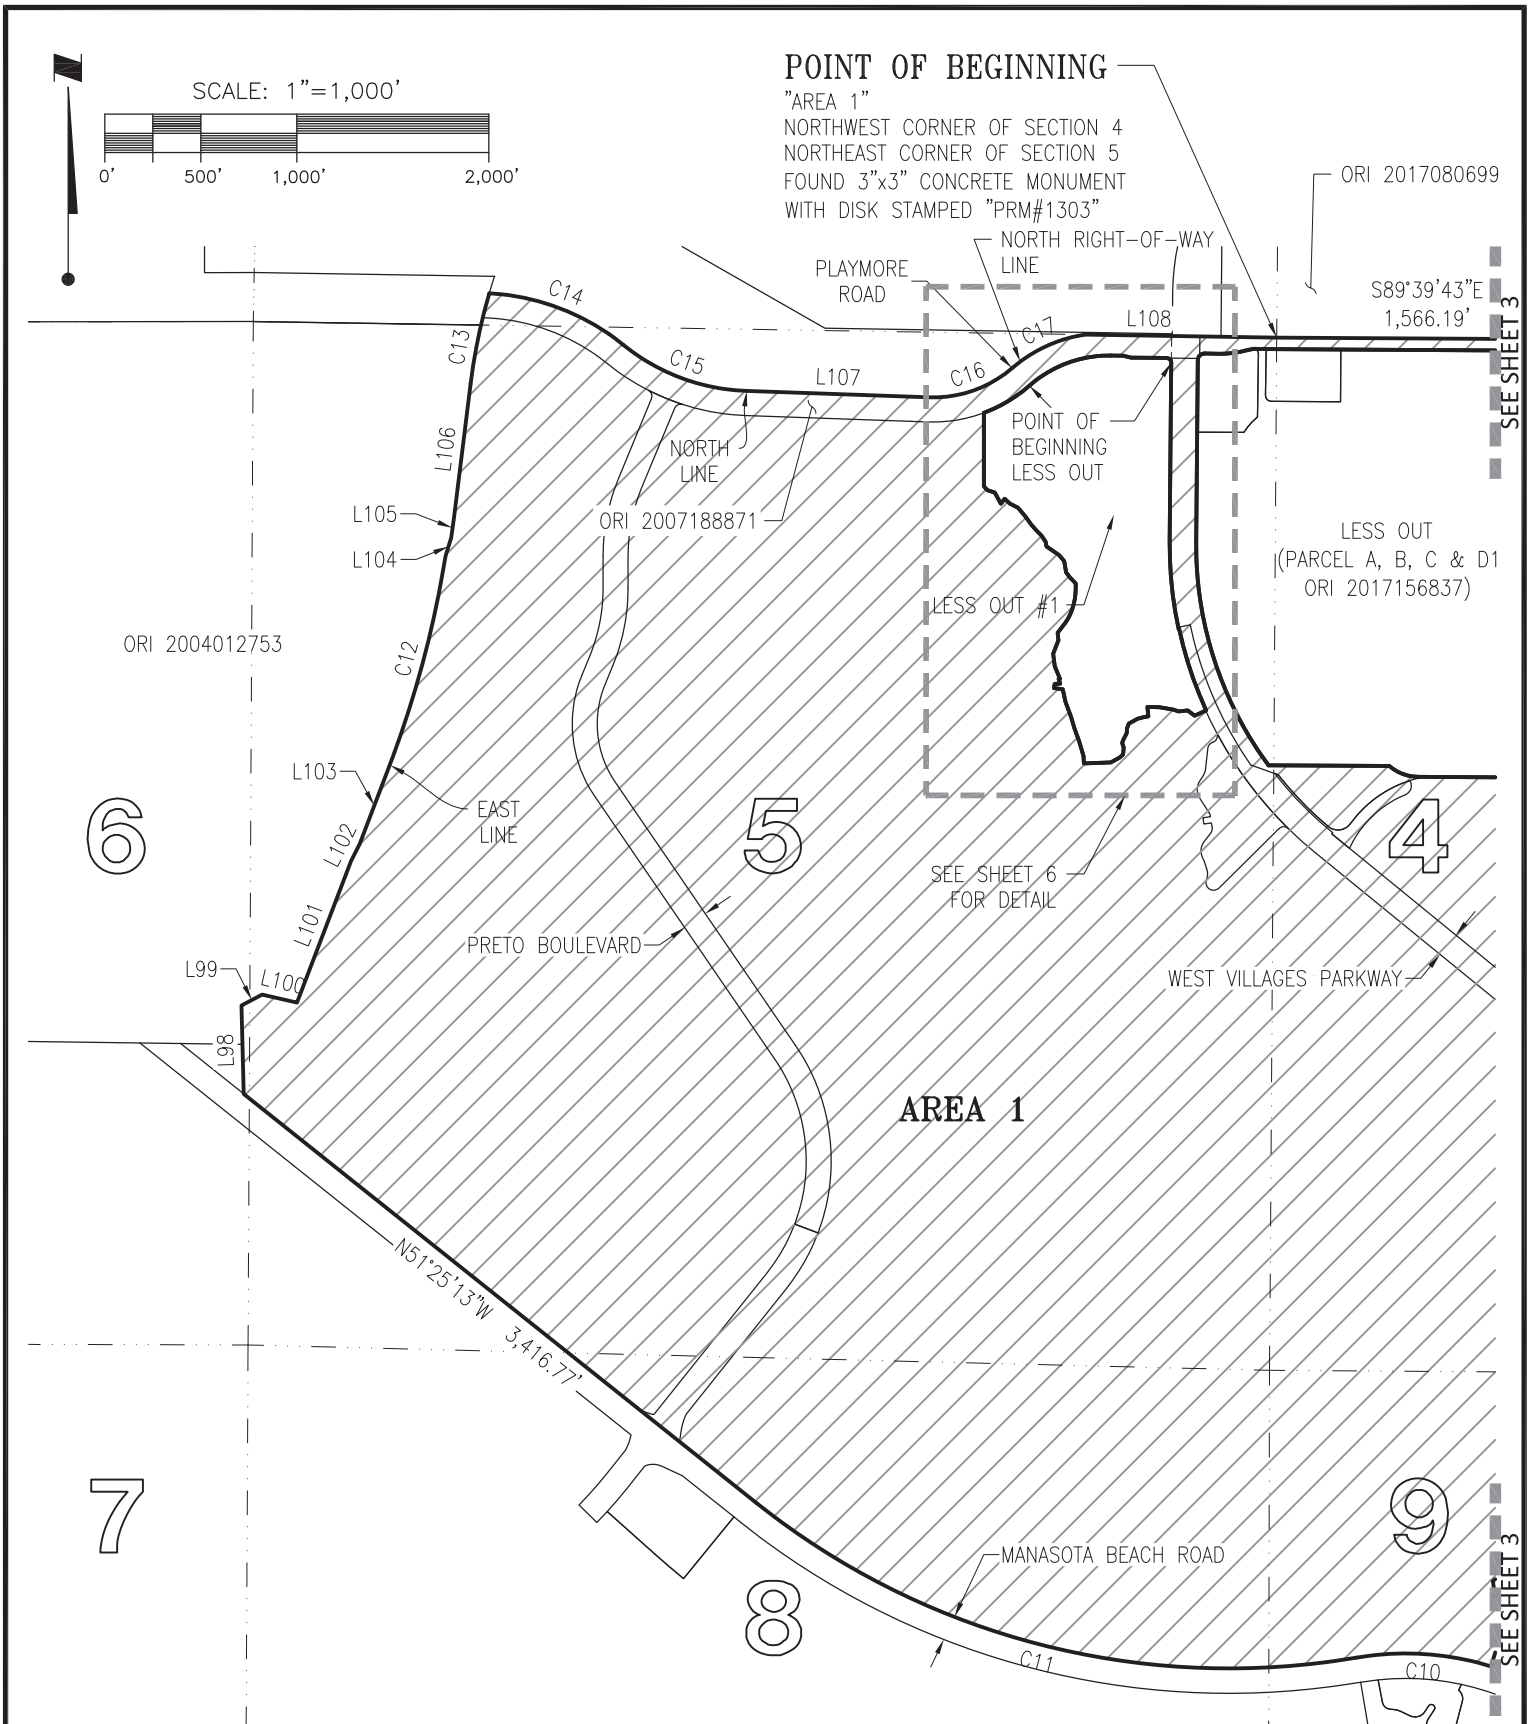 N
SCALE: 1"=1,000'
0' 500' 1,000' 2,000'
POINT OF BEGINNING
"AREA 1"
NORTHWEST CORNER OF SECTION 4
NORTHEAST CORNER OF SECTION 5
FOUND 3"x3" CONCRETE MONUMENT
WITH DISK STAMPED "PRM#1303"
ORI 2017080699
NORTH RIGHT-OF-WAY
LINE
PLAYMORE
ROAD
S89°39'43"E
1,566.19'
SEE SHEET 3
C14
C13
C15
L107
C16
C17
L108
L106
NORTH
LINE
POINT OF
BEGINNING
LESS OUT
L105
L104
ORI 2007188871
LESS OUT
(PARCEL A, B, C & D1
ORI 2017156837)
LESS OUT #1
ORI 2004012753
C12
L103
EAST
LINE
6
5
4
L102
SEE SHEET 6
FOR DETAIL
L101
PRETO BOULEVARD
WEST VILLAGES PARKWAY
L99
L100
L98
AREA 1
N51°25'13"W 3,416.77'
7
9
MANASOTA BEACH ROAD
SEE SHEET 3
8
C11
C10